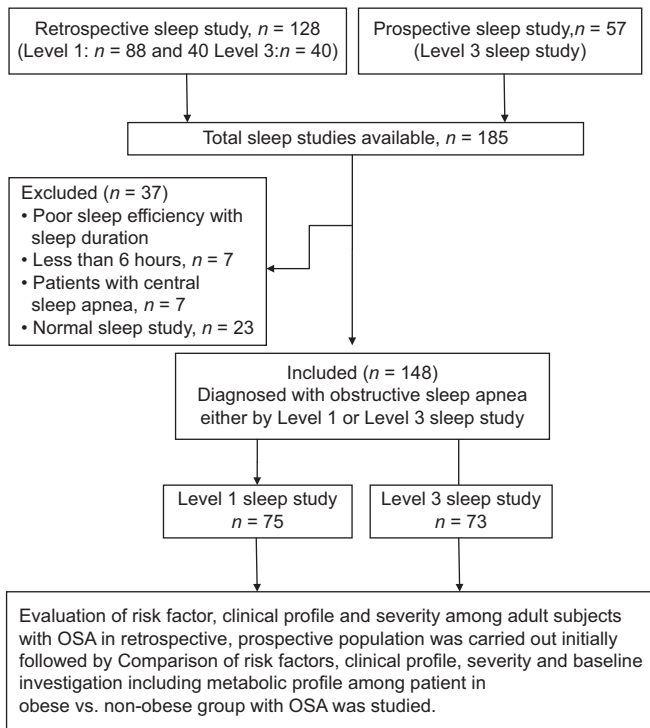 Retrospective sleep study, n = 128
(Level 1: n = 88 and 40 Level 3:n = 40)
Prospective sleep study,n = 57
(Level 3 sleep study)
Total sleep studies available, n = 185
Excluded (n = 37)
• Poor sleep efficiency with
sleep duration
• Less than 6 hours, n = 7
• Patients with central
sleep apnea, n = 7
• Normal sleep study, n = 23
Included (n = 148)
Diagnosed with obstructive sleep apnea
either by Level 1 or Level 3 sleep study
Level 1 sleep study
n = 75
Level 3 sleep study
n = 73
Evaluation of risk factor, clinical profile and severity among adult subjects
with OSA in retrospective, prospective population was carried out initially
followed by Comparison of risk factors, clinical profile, severity and baseline
investigation including metabolic profile among patient in
obese vs. non-obese group with OSA was studied.